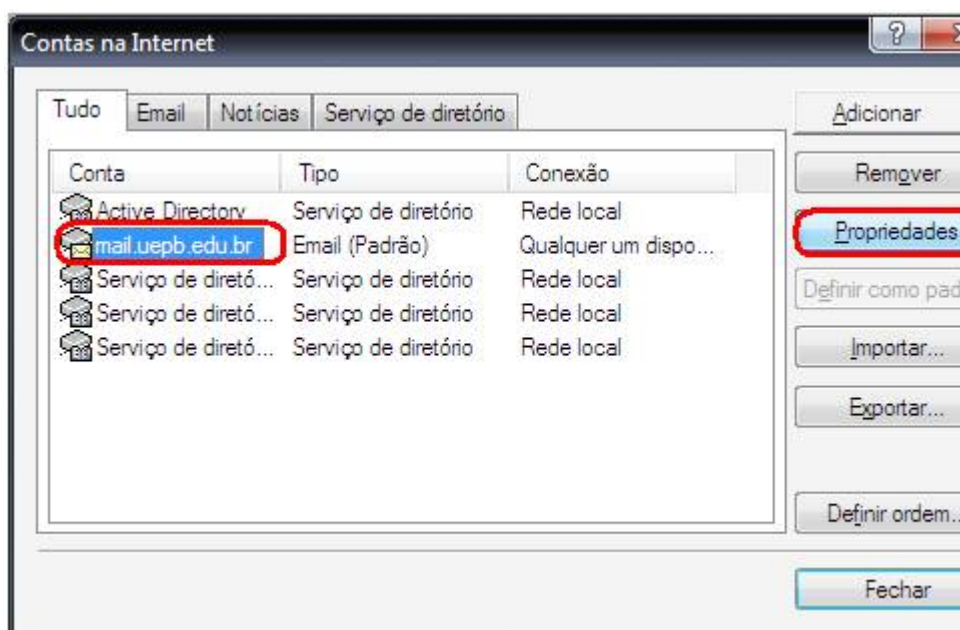 Contas na Internet
Tudo Email Notícias Serviço de diretório
Adicionar
Conta Tipo Conexão
Remover
Active Directory Serviço de diretório Rede local
mail.uepb.edu.br Email (Padrão) Qualquer um dispo...
Propriedades
Serviço de diretó... Serviço de diretório Rede local
Definir como pad
Serviço de diretó... Serviço de diretório Rede local
Serviço de diretó... Serviço de diretório Rede local
Importar...
Exportar...
Definir ordem..
Fechar